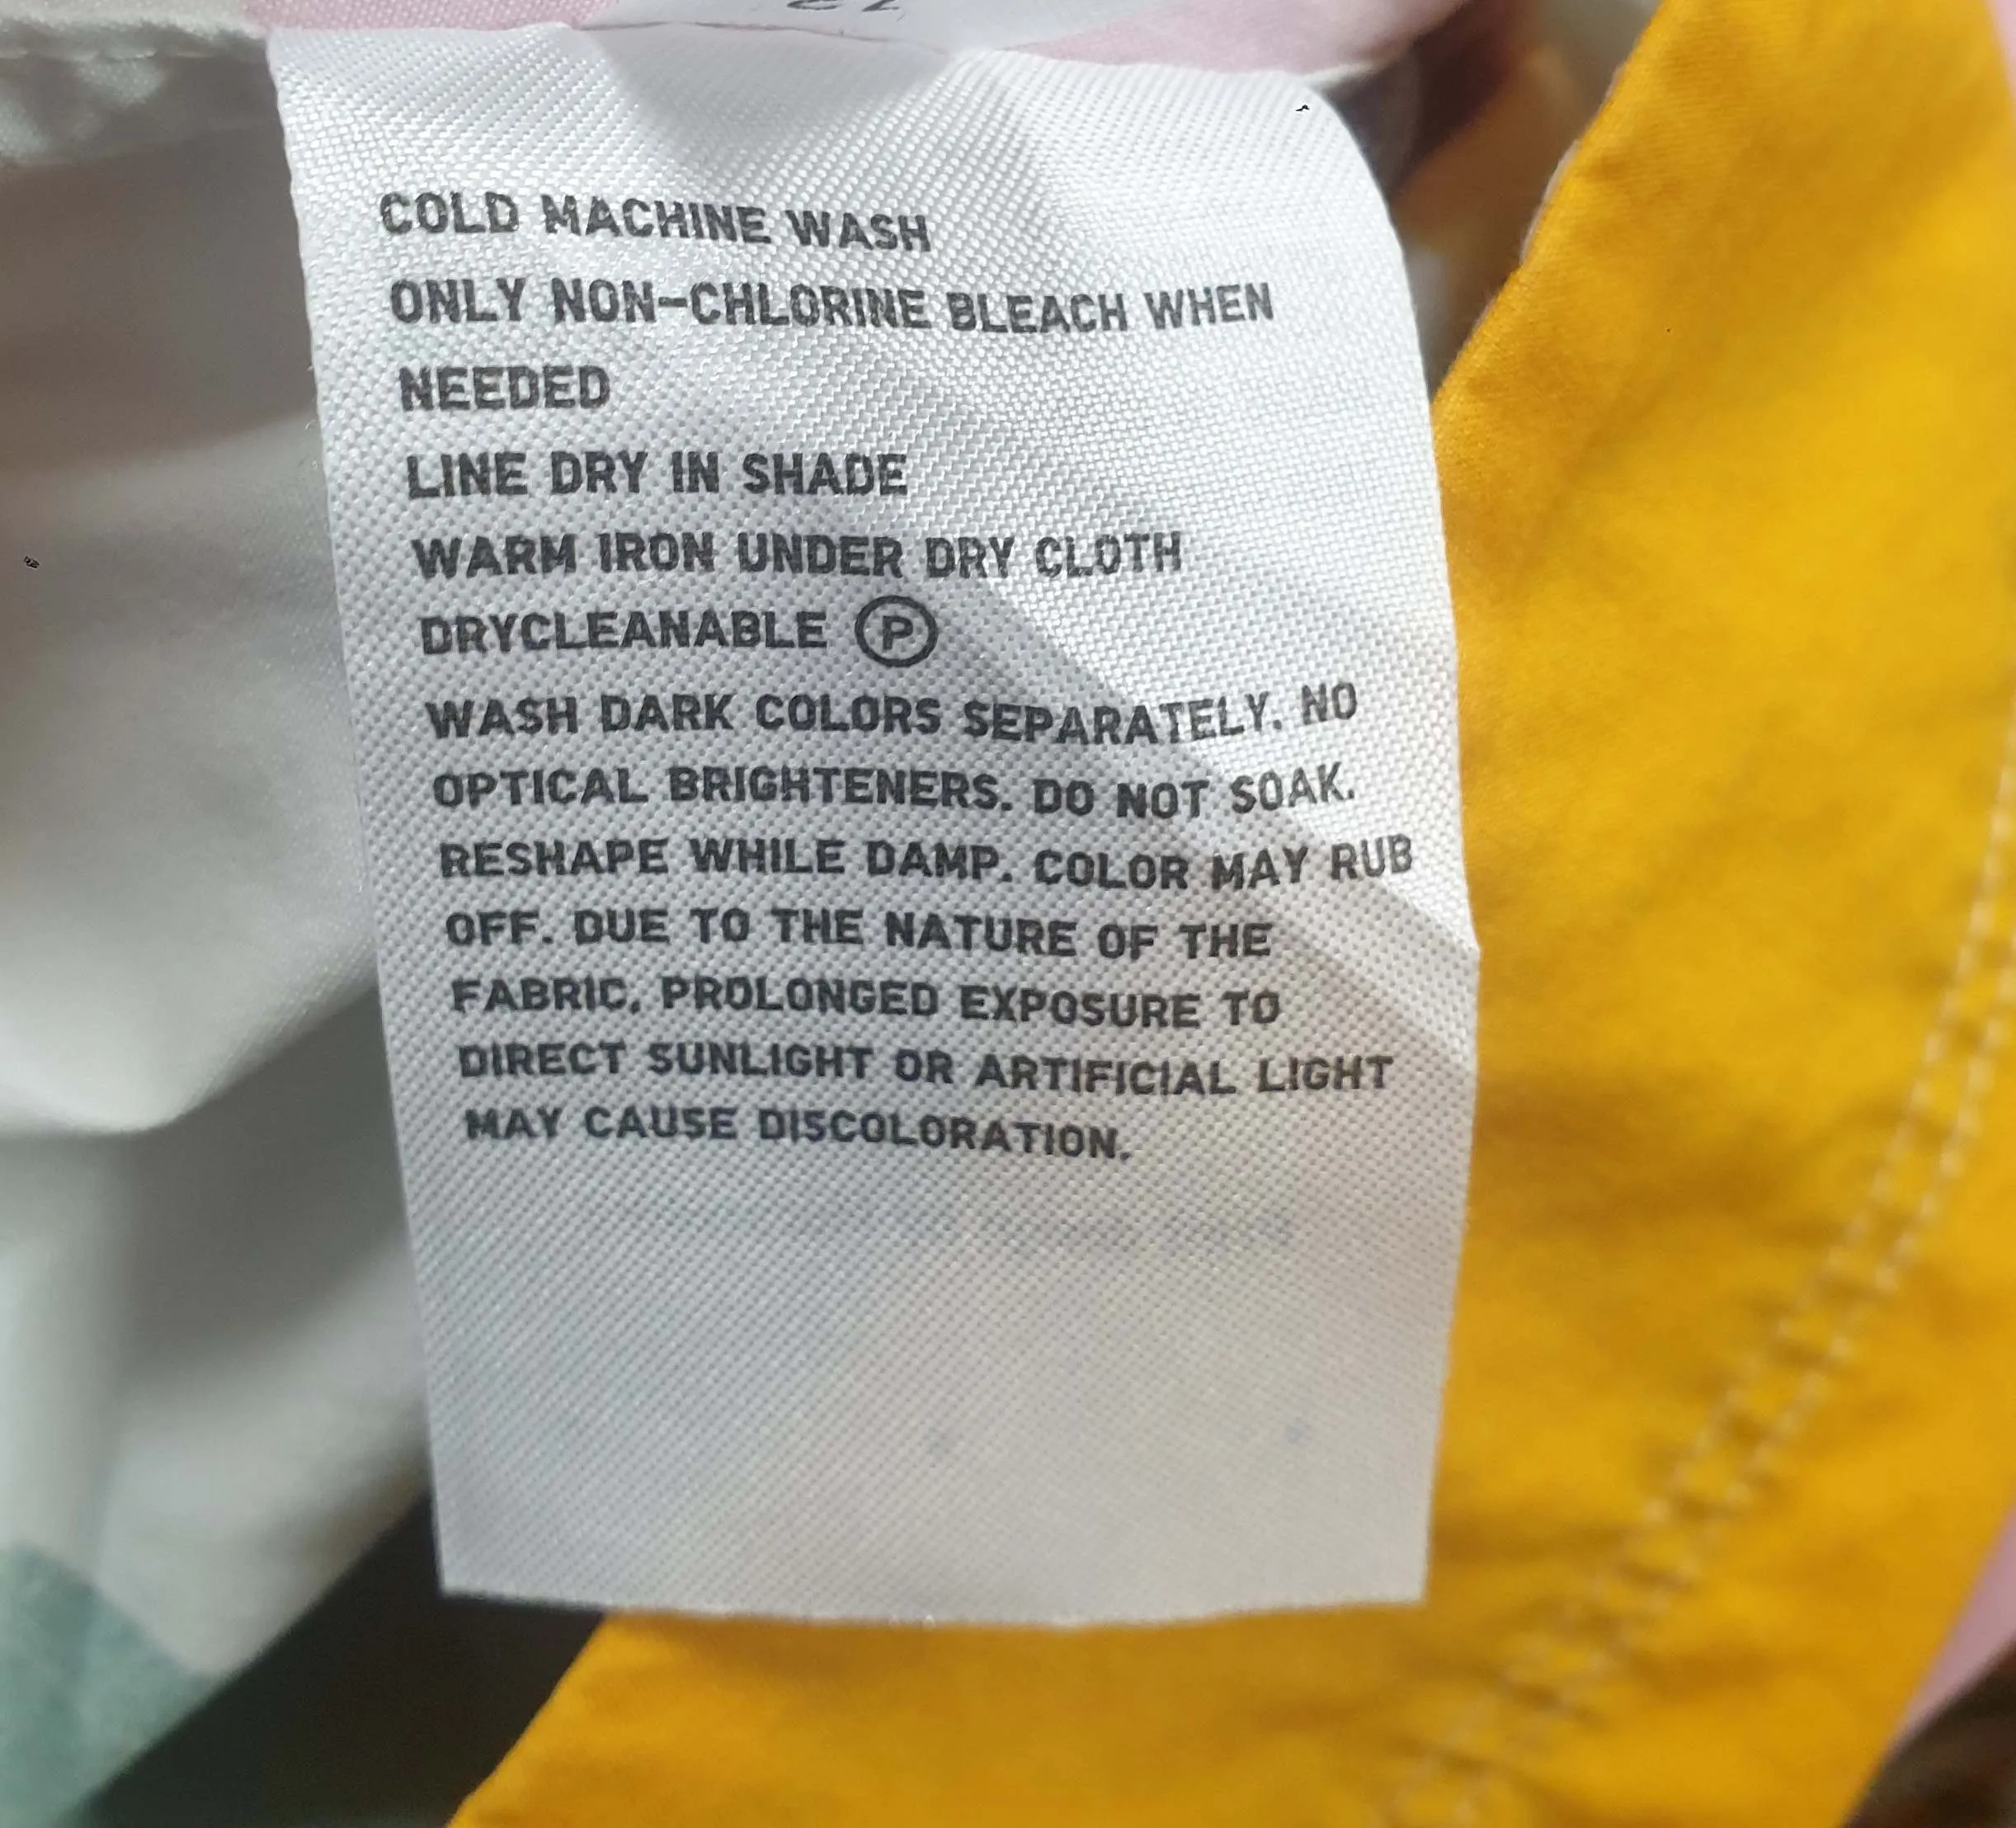 COLD MACHINE WASH
ONLY NON-CHLORINE BLEACH WHEN
NEEDED
LINE DRY IN SHADE
WARM IRON UNDER DRY CLOTH
DRYCLEANABLE Ⓟ
WASH DARK COLORS SEPARATELY. NO
OPTICAL BRIGHTENERS. DO NOT SOAK.
RESHAPE WHILE DAMP. COLOR MAY RUB
OFF. DUE TO THE NATURE OF THE
FABRIC, PROLONGED EXPOSURE TO
DIRECT SUNLIGHT OR ARTIFICIAL LIGHT
MAY CAUSE DISCOLORATION.